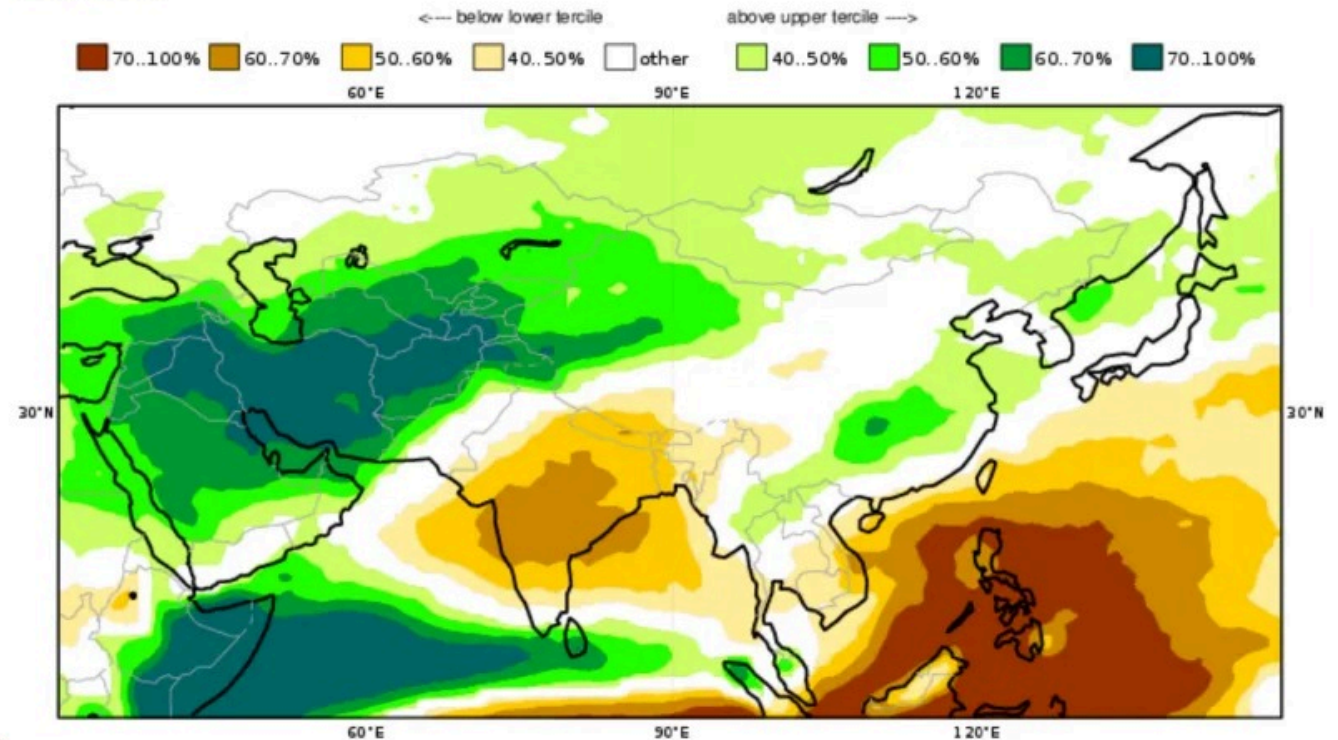 <---- below lower tercile above upper tercile ---->
70..100% 60..70% 50..60% 40..50% other 40..50% 50..60% 60..70% 70..100%
60°E 90°E 120°E
30°N 30°N
60°E 90°E 120°E